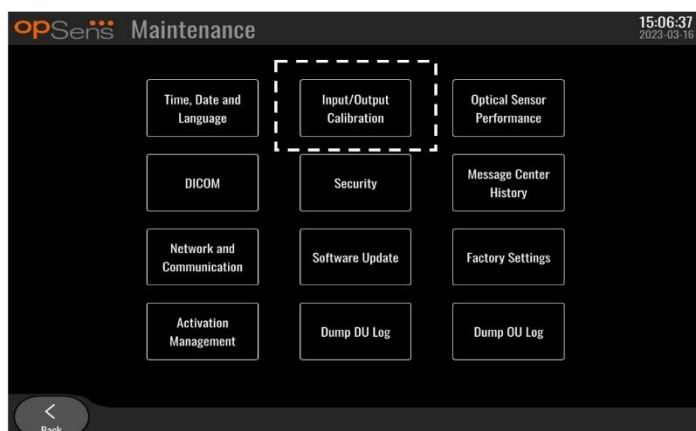 opSens Maintenance
15:06:37
2023-03-16
Time, Date and
Language
Input/Output
Calibration
Optical Sensor
Performance
DICOM
Security
Message Center
History
Network and
Communication
Software Update
Factory Settings
Activation
Management
Dump DU Log
Dump OU Log
Back